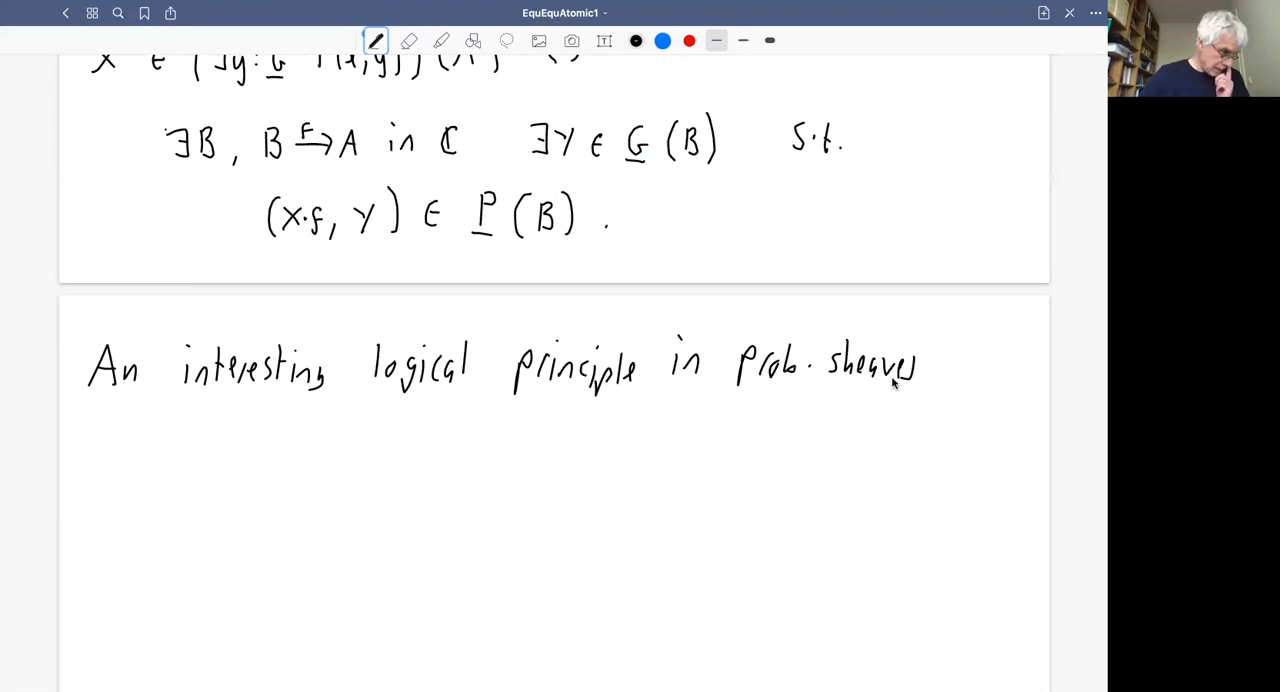 EquEquAtomic1
X ∈ (∃y: G P(x,y)) (A)
∃B, B →f A in ℂ ∃Y ∈ G (B) s.t.
(X·f, Y) ∈ P (B) .
An interesting logical principle in prob. sheaves